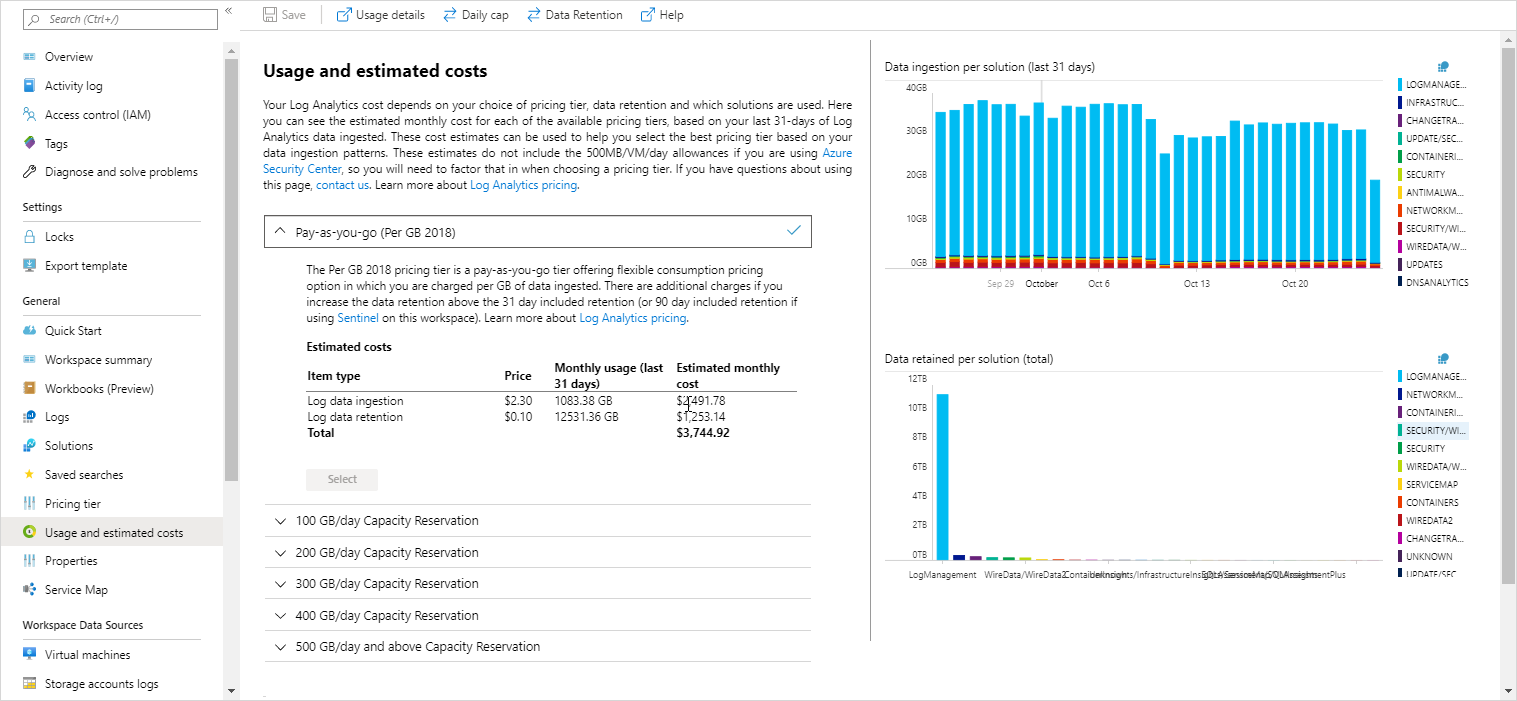 Search (Ctrl+/)
«
Overview
Activity log
Access control (IAM)
Tags
Diagnose and solve problems
Settings
Locks
Export template
General
Quick Start
Workspace summary
Workbooks (Preview)
Logs
Solutions
Saved searches
Pricing tier
Usage and estimated costs
Properties
Service Map
Workspace Data Sources
Virtual machines
Storage accounts logs
Save
Usage details
Daily cap
Data Retention
Help
Usage and estimated costs
Your Log Analytics cost depends on your choice of pricing tier, data retention and which solutions are used. Here
you can see the estimated monthly cost for each of the available pricing tiers, based on your last 31-days of Log
Analytics data ingested. These cost estimates can be used to help you select the best pricing tier based on your
data ingestion patterns. These estimates do not include the 500MB/VM/day allowances if you are using Azure
Security Center, so you will need to factor that in when choosing a pricing tier. If you have questions about using
this page, contact us. Learn more about Log Analytics pricing.
Pay-as-you-go (Per GB 2018)
The Per GB 2018 pricing tier is a pay-as-you-go tier offering flexible consumption pricing
option in which you are charged per GB of data ingested. There are additional charges if you
increase the data retention above the 31 day included retention (or 90 day included retention if
using Sentinel on this workspace). Learn more about Log Analytics pricing.
Estimated costs
Item type Price Monthly usage (last 31 days) Estimated monthly cost
Log data ingestion $2.30 1083.38 GB $2,491.78
Log data retention $0.10 12531.36 GB $1,253.14
Total $3,744.92
Select
100 GB/day Capacity Reservation
200 GB/day Capacity Reservation
300 GB/day Capacity Reservation
400 GB/day Capacity Reservation
500 GB/day and above Capacity Reservation
Data ingestion per solution (last 31 days)
40GB
30GB
20GB
10GB
0GB
Sep 29 October Oct 6 Oct 13 Oct 20
LOGMANAGE...
INFRASTRUC...
CHANGETRA...
UPDATE/SEC...
CONTAINERI...
SECURITY
ANTIMALWA...
NETWORKM...
SECURITY/WI...
WIREDATA/W...
UPDATES
DNSANALYTICS
Data retained per solution (total)
12TB
10TB
8TB
6TB
4TB
2TB
0TB
LogManagement WireData/WireData2
LOGMANAGE...
NETWORKM...
CONTAINERI...
SECURITY/WI...
SECURITY
WIREDATA/W...
SERVICEMAP
CONTAINERS
WIREDATA2
CHANGETRA...
UNKNOWN
UPDATE/SEC